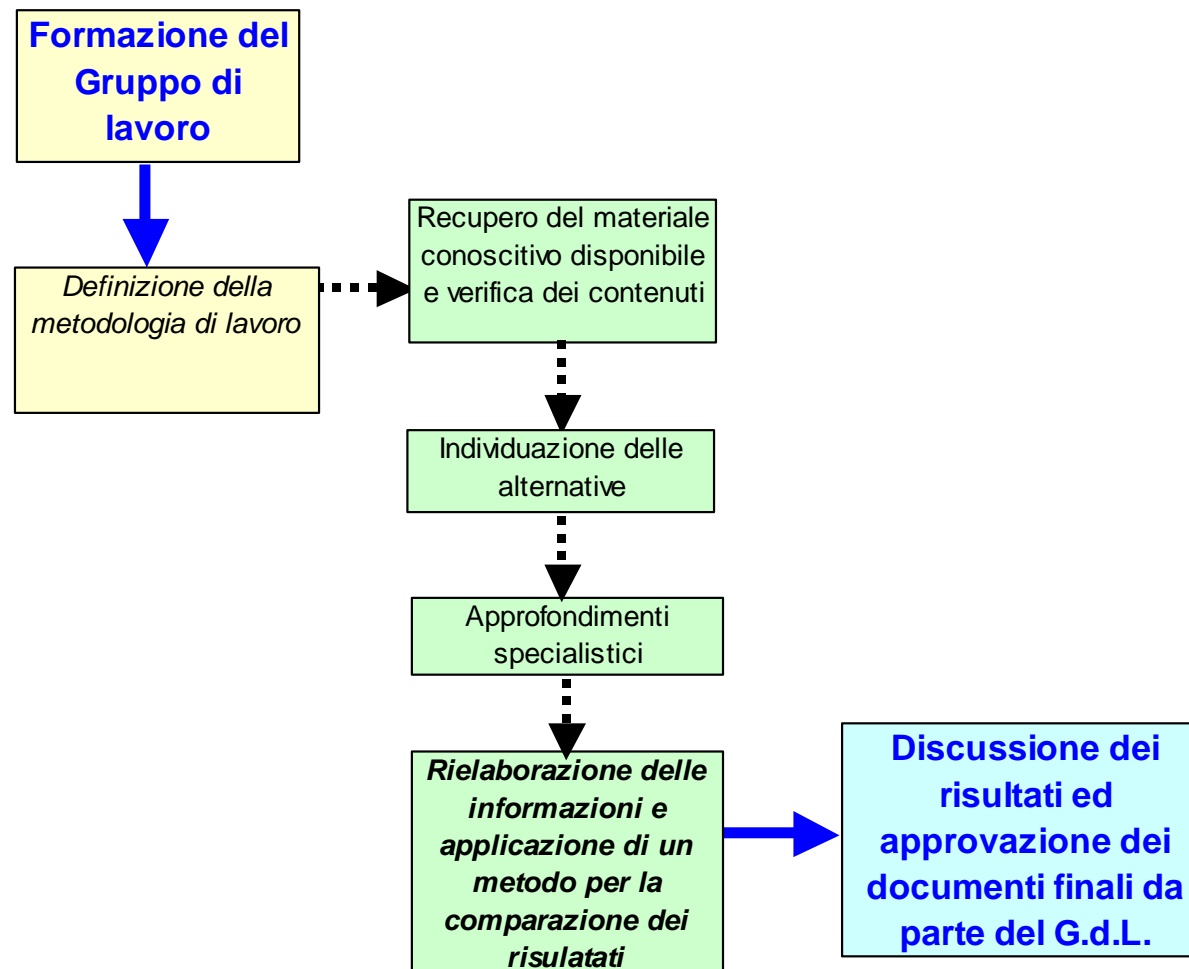 Formazione del
Gruppo di
lavoro
Definizione della
metodologia di lavoro
Recupero del materiale
conoscitivo disponibile
e verifica dei contenuti
Individuazione delle
alternative
Approfondimenti
specialistici
Rielaborazione delle
informazioni e
applicazione di un
metodo per la
comparazione dei
risulatati
Discussione dei
risultati ed
approvazione dei
documenti finali da
parte del G.d.L.